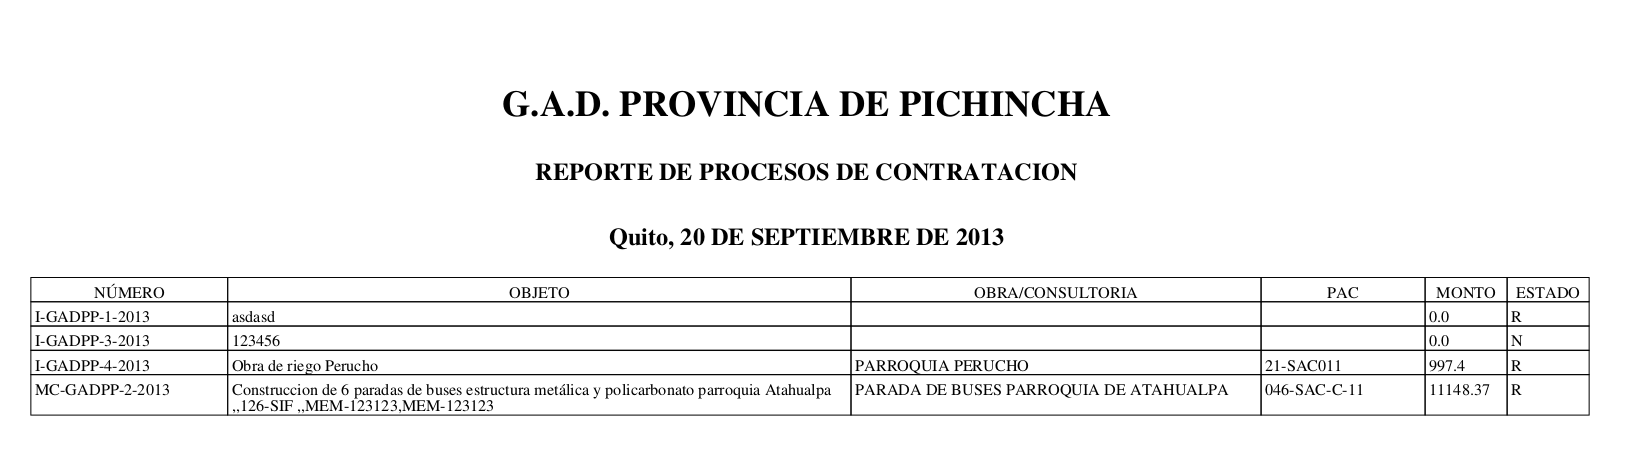 G.A.D. PROVINCIA DE PICHINCHA
REPORTE DE PROCESOS DE CONTRATACION
Quito, 20 DE SEPTIEMBRE DE 2013
NÚMERO OBJETO OBRA/CONSULTORIA PAC MONTO ESTADO
I-GADPP-1-2013 asdasd 0.0 R
I-GADPP-3-2013 123456 0.0 N
I-GADPP-4-2013 Obra de riego Perucho PARROQUIA PERUCHO 21-SAC011 997.4 R
MC-GADPP-2-2013 Construccion de 6 paradas de buses estructura metálica y policarbonato parroquia Atahualpa PARADA DE BUSES PARROQUIA DE ATAHUALPA 046-SAC-C-11 11148.37 R
,,126-SIF ,,MEM-123123,MEM-123123